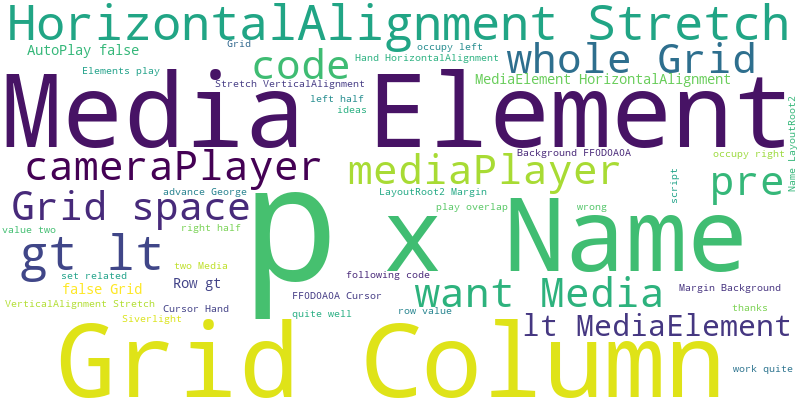 HorizontalAlignment Stretch
AutoPlay false
Grid
occupy left
code
Hand HorizontalAlignment
whole Grid
Elements play
Stretch VerticalAlignment
MediaElement HorizontalAlignment
left half
ideas
Media Element
Name LayoutRoot2
cameraPlayer
Background FF0D0A0A
occupy right
mediaPlayer
script
pre
advance George
LayoutRoot2 Margin
Grid space
p
x Name
play overlap
wrong
value two
right half
gt lt
two Media
set related
following code
false Grid
Row gt
want Media
Margin Background
FF0D0A0A Cursor
VerticalAlignment Stretch
Cursor Hand
quite well
row value
thanks
Siverlight
lt MediaElement
Grid Column
work quite